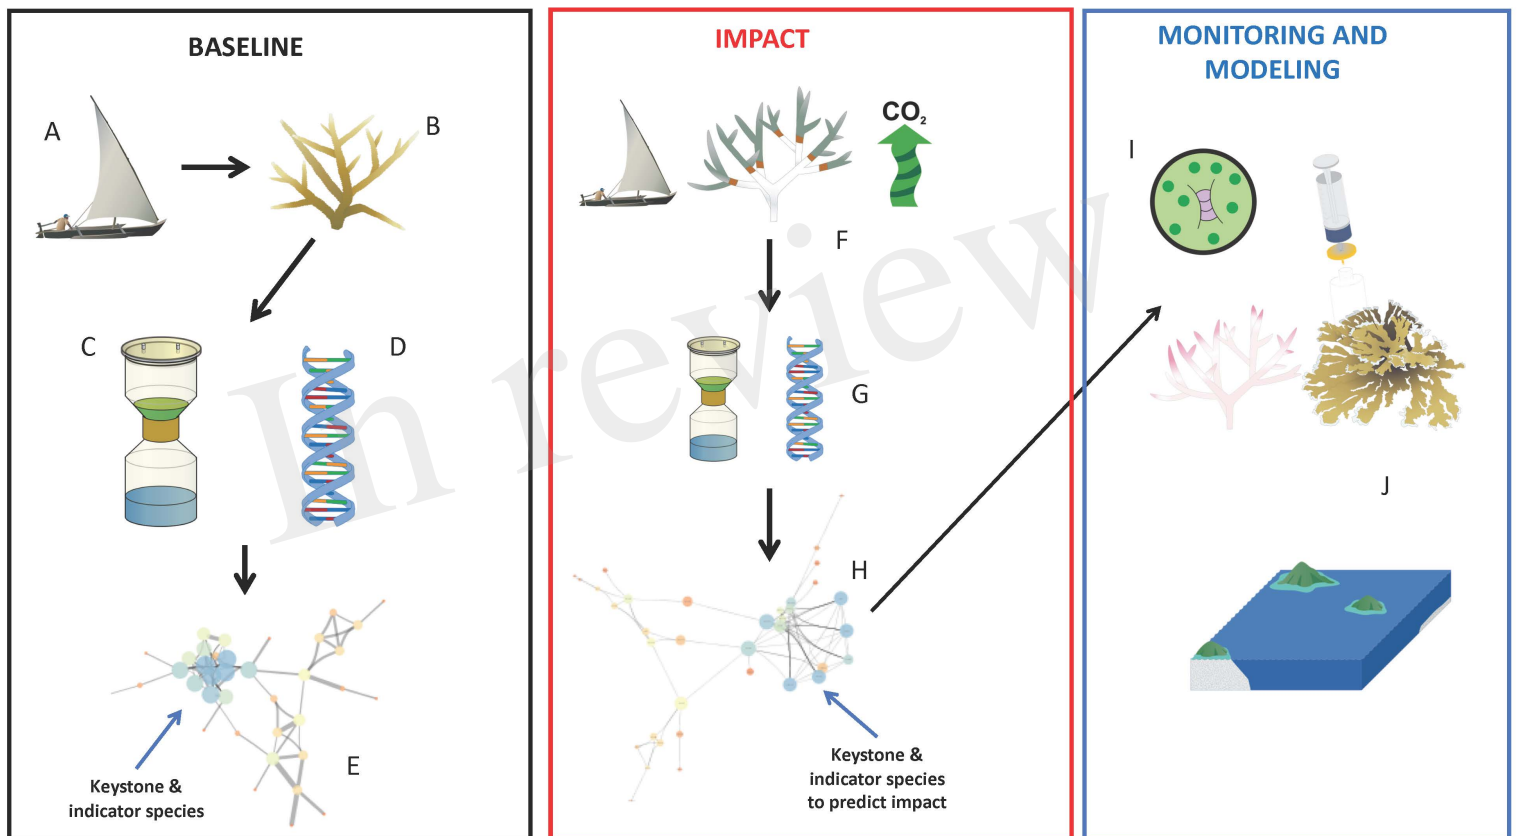 BASELINE
A
B
C
D
E
Keystone &
indicator species
IMPACT
CO₂
F
G
H
Keystone &
indicator species
to predict impact
MONITORING AND
MODELING
I
J
In review